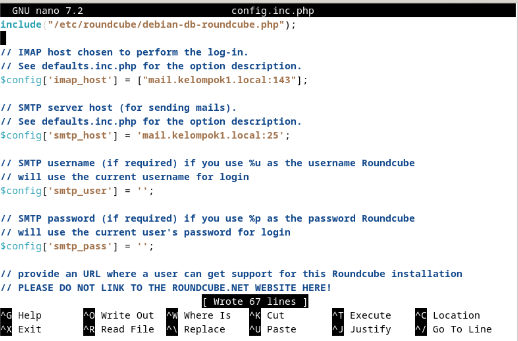 GNU nano 7.2 config.inc.php
include("/etc/roundcube/debian-db-roundcube.php");
// IMAP host chosen to perform the log-in.
// See defaults.inc.php for the option description.
$config['imap_host'] = ["mail.kelompok1.local:143"];
// SMTP server host (for sending mails).
// See defaults.inc.php for the option description.
$config['smtp_host'] = 'mail.kelompok1.local:25';
// SMTP username (if required) if you use %u as the username Roundcube
// will use the current username for login
$config['smtp_user'] = '';
// SMTP password (if required) if you use %p as the password Roundcube
// will use the current user's password for login
$config['smtp_pass'] = '';
// provide an URL where a user can get support for this Roundcube installation
// PLEASE DO NOT LINK TO THE ROUNDCUBE.NET WEBSITE HERE!
[ Wrote 67 lines ]
^G Help ^O Write Out ^W Where Is ^K Cut ^T Execute ^C Location
^X Exit ^R Read File ^\ Replace ^U Paste ^J Justify ^/ Go To Line